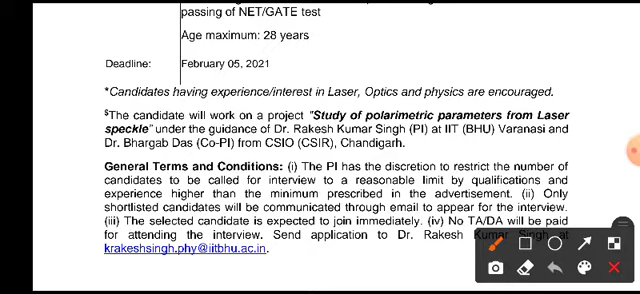 passing of NET/GATE test
Age maximum: 28 years
Deadline: February 05, 2021
*Candidates having experience/interest in Laser, Optics and physics are encouraged.
$The candidate will work on a project "Study of polarimetric parameters from Laser
speckle" under the guidance of Dr. Rakesh Kumar Singh (PI) at IIT (BHU) Varanasi and
Dr. Bhargab Das (Co-PI) from CSIO (CSIR), Chandigarh.
General Terms and Conditions: (i) The PI has the discretion to restrict the number of
candidates to be called for interview to a reasonable limit by qualifications and
experience higher than the minimum prescribed in the advertisement. (ii) Only
shortlisted candidates will be communicated through email to appear for the interview.
(iii) The selected candidate is expected to join immediately. (iv) No TA/DA will be paid
for attending the interview. Send application to Dr. Rakesh Kumar Singh at
krakeshsingh.phy@iitbhu.ac.in.